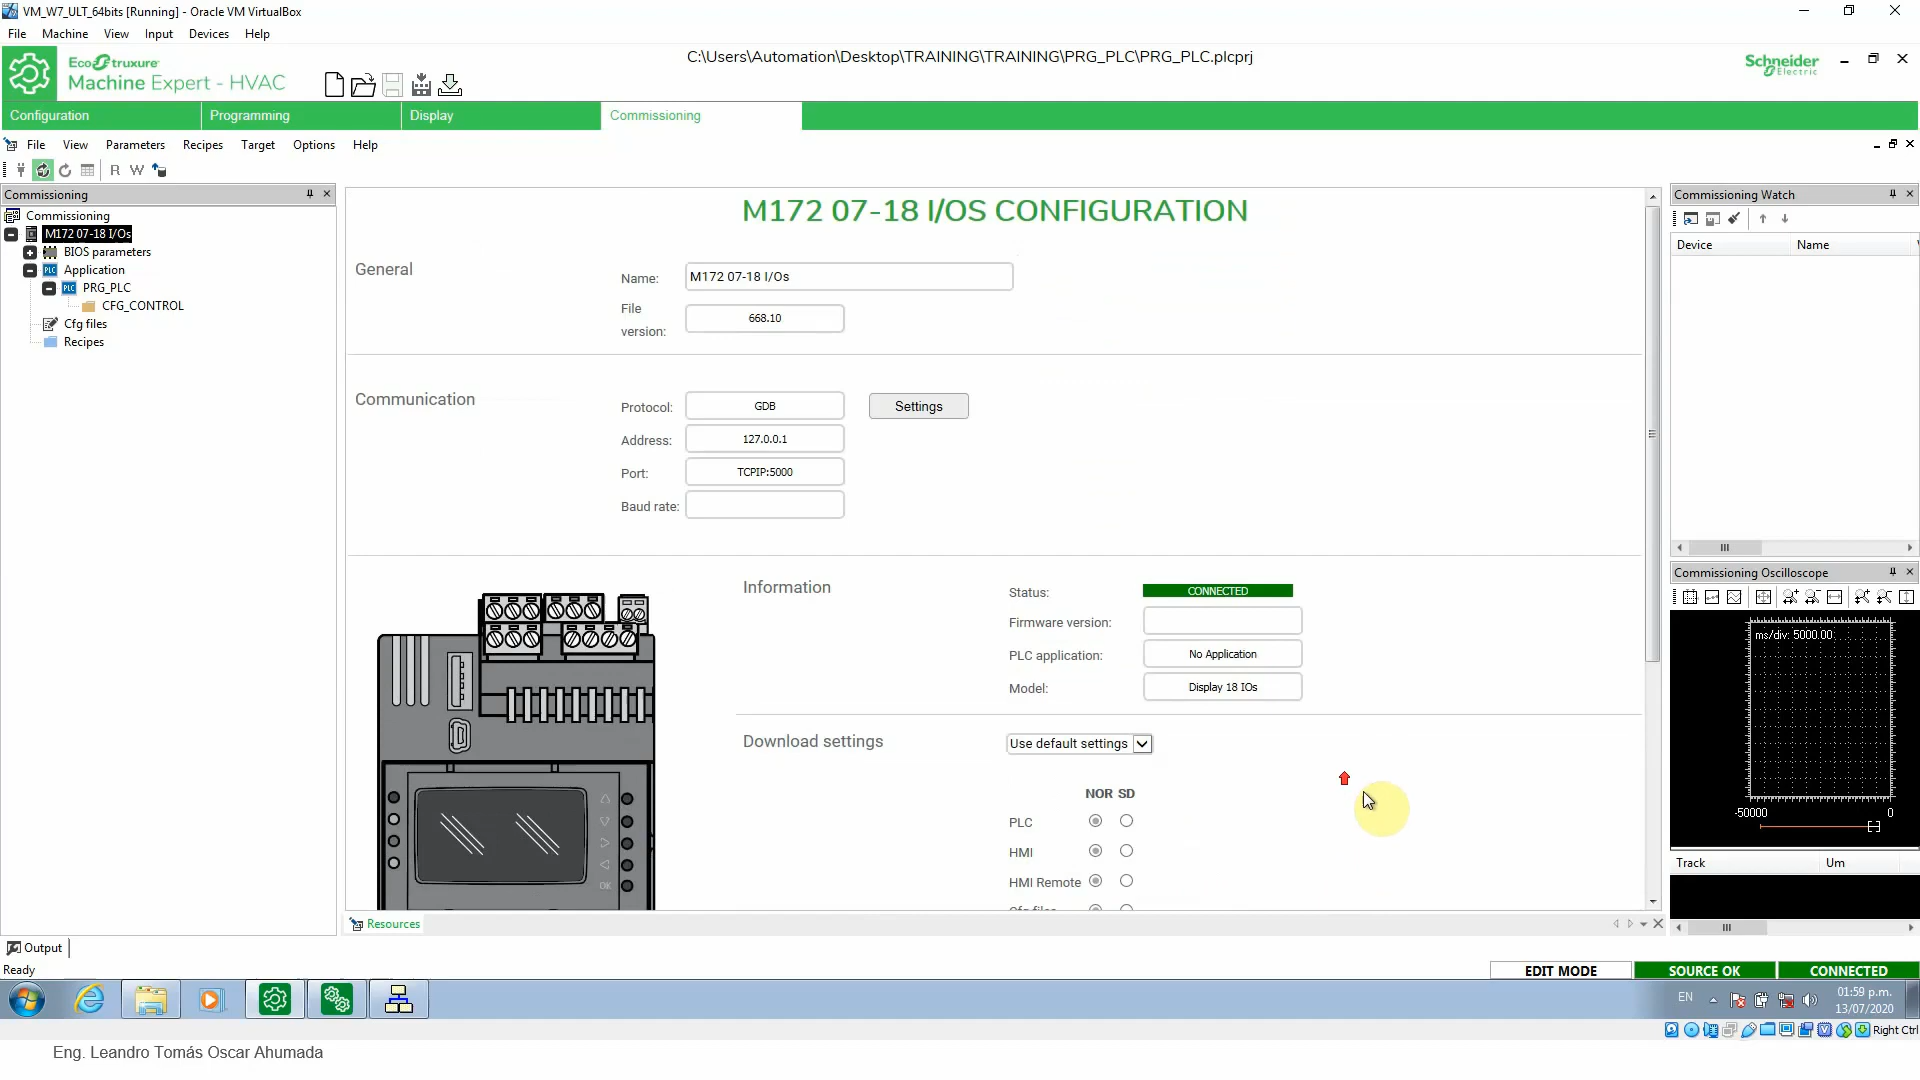 VM_W7_ULT_64bits [Running] - Oracle VM VirtualBox
File Machine View Input Devices Help
EcoStruxure
Machine Expert - HVAC
C:\Users\Automation\Desktop\TRAINING\TRAINING\PRG_PLC\PRG_PLC.plcprj
Schneider
Electric
Configuration Programming Display Commissioning
File View Parameters Recipes Target Options Help
R W
Commissioning
Commissioning
M172 07-18 I/Os
BIOS parameters
PLC Application
PLC PRG_PLC
CFG_CONTROL
Cfg files
Recipes
M172 07-18 I/OS CONFIGURATION
General
Name: M172 07-18 I/Os
File
version: 668.10
Communication
Protocol: GDB Settings
Address: 127.0.0.1
Port: TCPIP:5000
Baud rate:
Information
Status: CONNECTED
Firmware version:
PLC application: No Application
Model: Display 18 IOs
Download settings
Use default settings
NOR SD
PLC
HMI
HMI Remote
Cfg files
OK
Resources
Commissioning Watch
Device Name
Commissioning Oscilloscope
ms/div: 5000.00
-50000 0
Track Um
Output
Ready
EDIT MODE SOURCE OK CONNECTED
EN
01:59 p.m.
13/07/2020
Right Ctrl
Eng. Leandro Tomás Oscar Ahumada